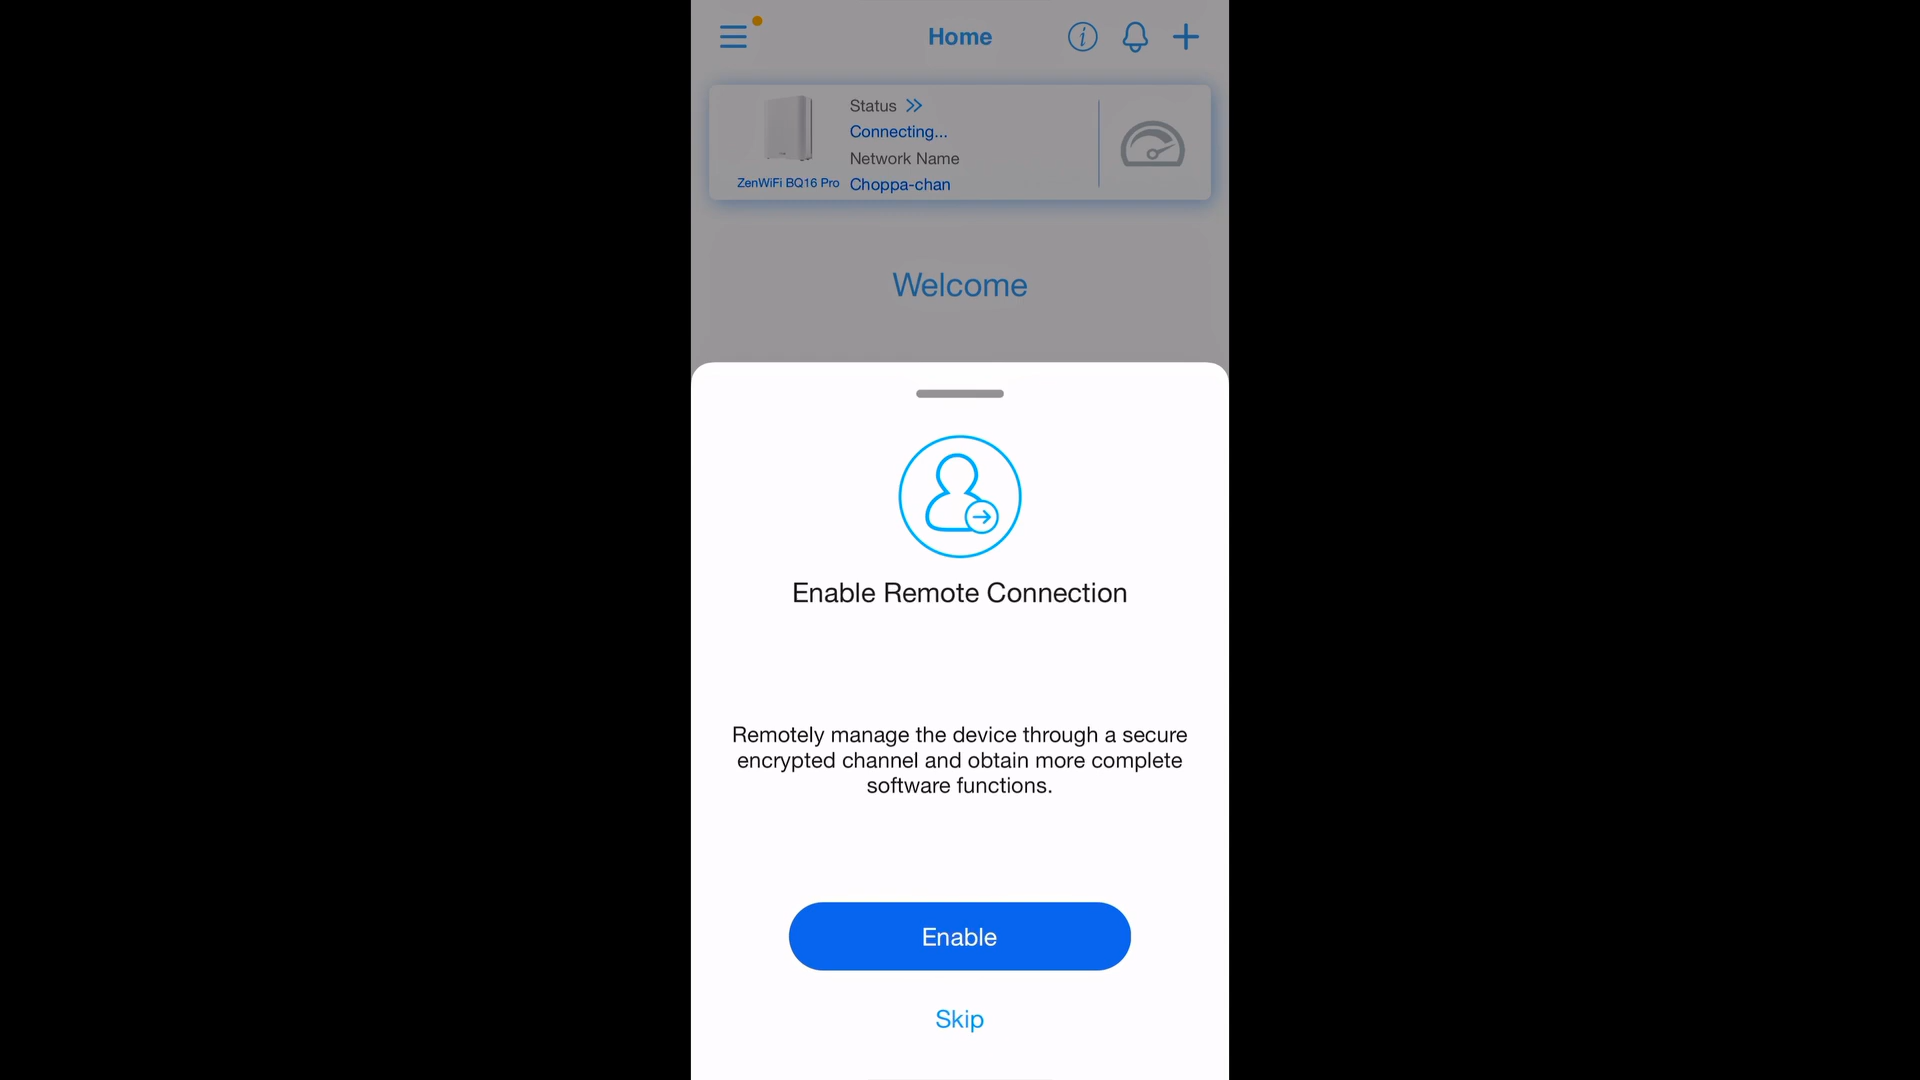 Home
Status
Connecting...
Network Name
ZenWiFi BQ16 Pro
Choppa-chan
Welcome
Enable Remote Connection
Remotely manage the device through a secure
encrypted channel and obtain more complete
software functions.
Enable
Skip